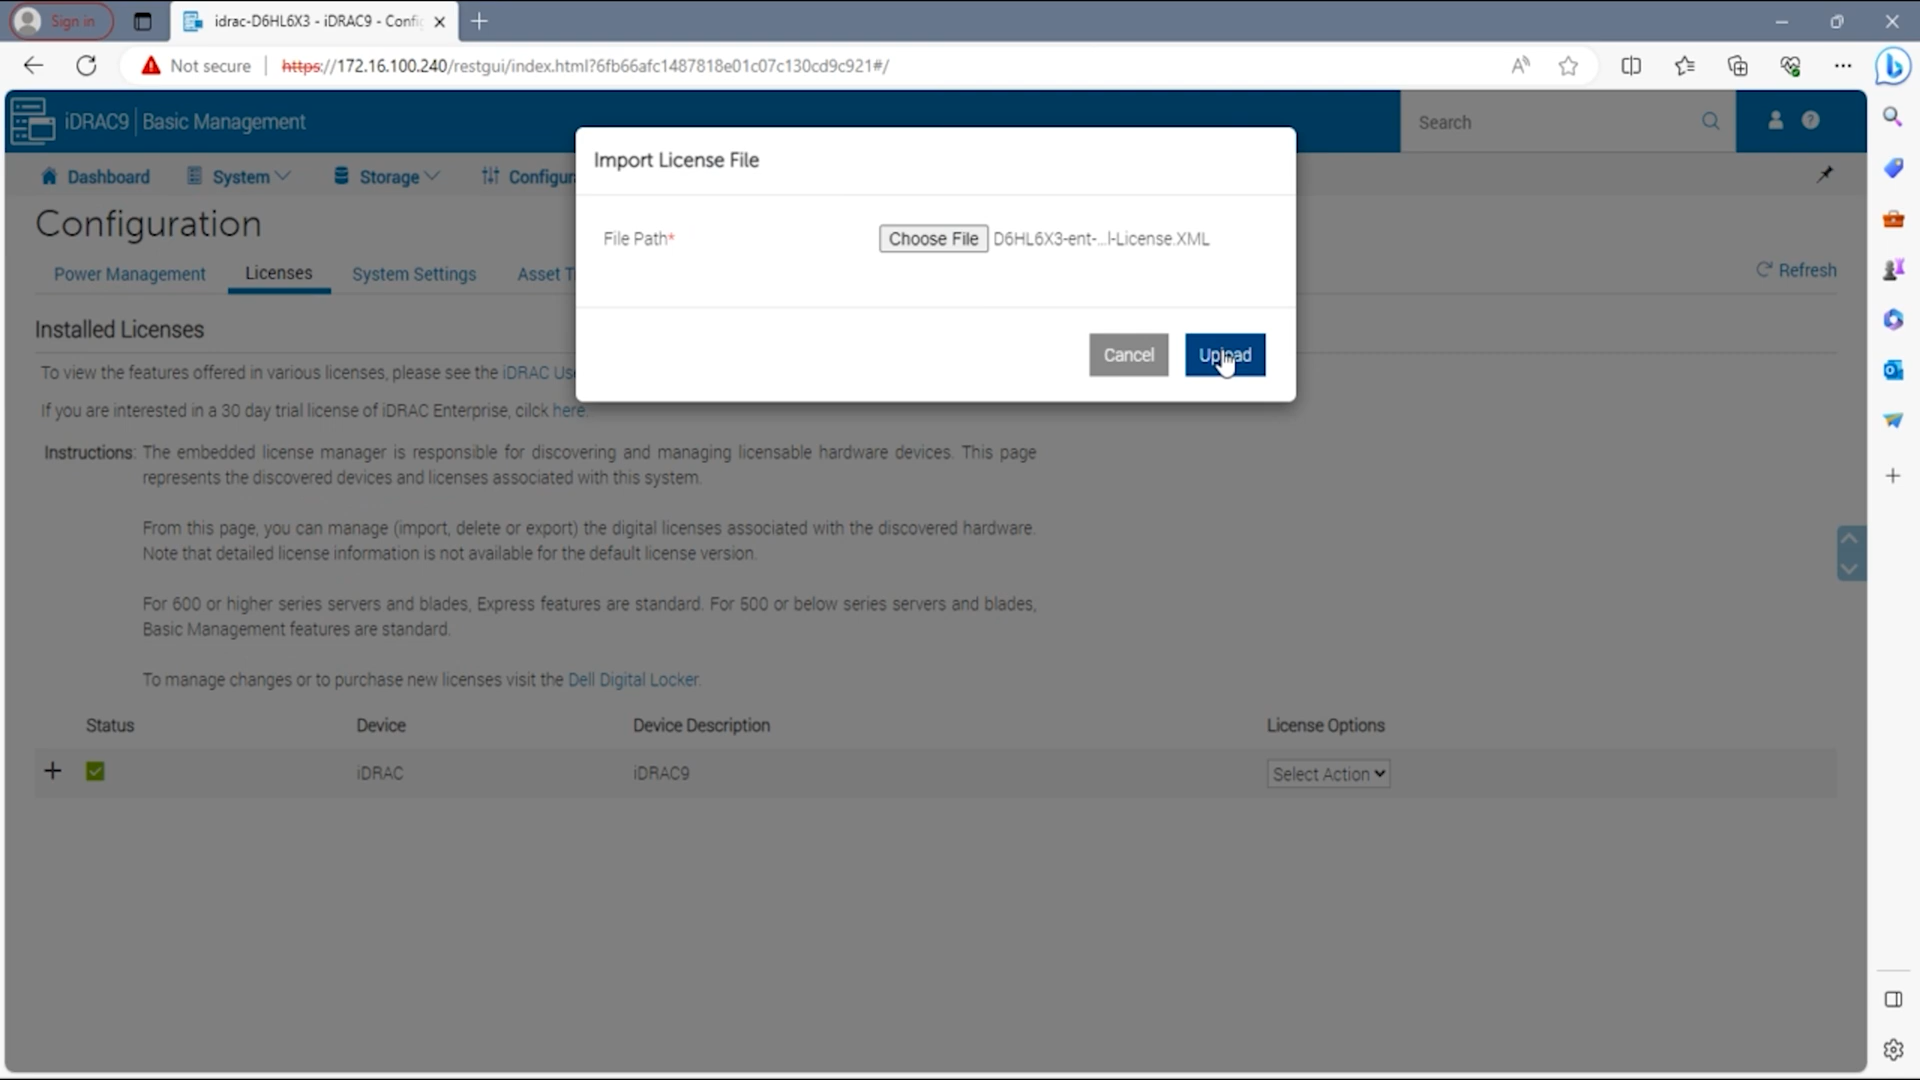 Sign in
idrac-D6HL6X3 - iDRAC9 - Confi
Not secure
https://172.16.100.240/restgui/index.html?6fb66afc1487818e01c07c130cd9c921#/
iDRAC9 | Basic Management
Search
Dashboard
System
Storage
Configur
Configuration
Power Management
Licenses
System Settings
Asset T
Refresh
Import License File
File Path*
Choose File
D6HL6X3-ent-...l-License.XML
Cancel
Upload
Installed Licenses
To view the features offered in various licenses, please see the iDRAC Us
If you are interested in a 30 day trial license of iDRAC Enterprise, cilck here.
Instructions: The embedded license manager is responsible for discovering and managing licensable hardware devices. This page
represents the discovered devices and licenses associated with this system.
From this page, you can manage (import, delete or export) the digital licenses associated with the discovered hardware.
Note that detailed license information is not available for the default license version.
For 600 or higher series servers and blades, Express features are standard. For 500 or below series servers and blades,
Basic Management features are standard.
To manage changes or to purchase new licenses visit the Dell Digital Locker.
Status
Device
Device Description
License Options
iDRAC
iDRAC9
Select Action